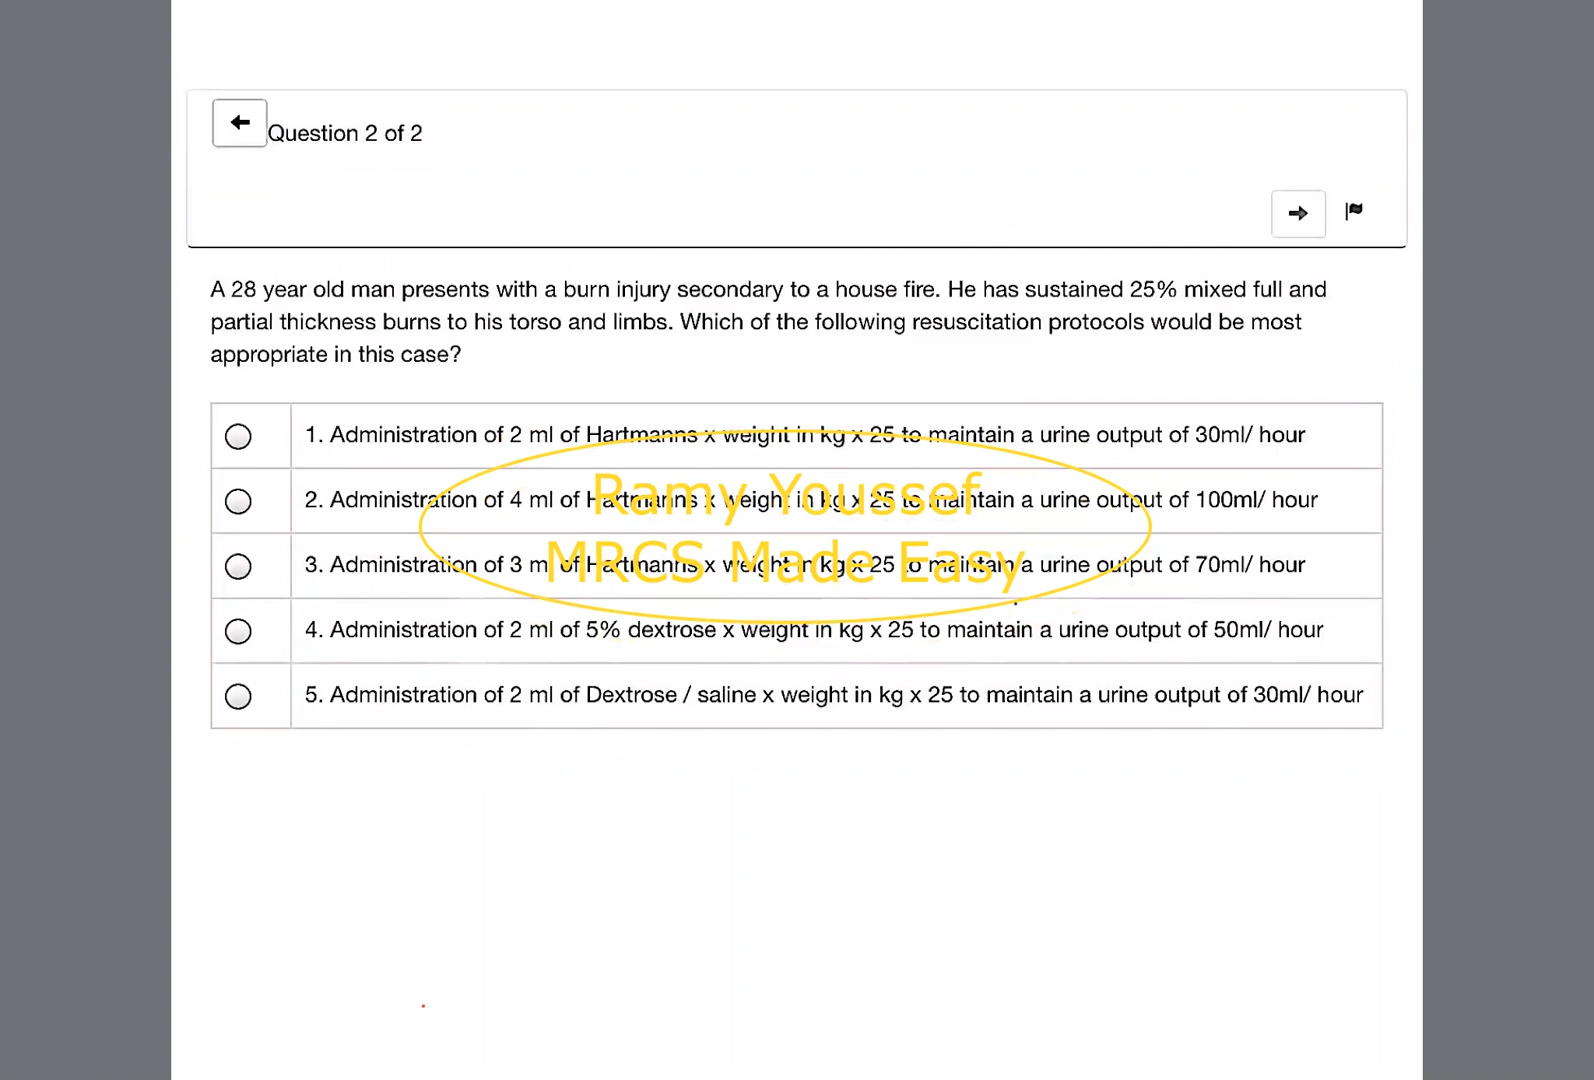 Question 2 of 2
A 28 year old man presents with a burn injury secondary to a house fire. He has sustained 25% mixed full and
partial thickness burns to his torso and limbs. Which of the following resuscitation protocols would be most
appropriate in this case?
1. Administration of 2 ml of Hartmanns x weight in kg x 25 to maintain a urine output of 30ml/ hour
2. Administration of 4 ml of Hartmanns x weight in kg x 25 to maintain a urine output of 100ml/ hour
3. Administration of 3 ml of Hartmanns x weight in kg x 25 to maintain a urine output of 70ml/ hour
4. Administration of 2 ml of 5% dextrose x weight in kg x 25 to maintain a urine output of 50ml/ hour
5. Administration of 2 ml of Dextrose / saline x weight in kg x 25 to maintain a urine output of 30ml/ hour
Ramy Youssef
MRCS Made Easy